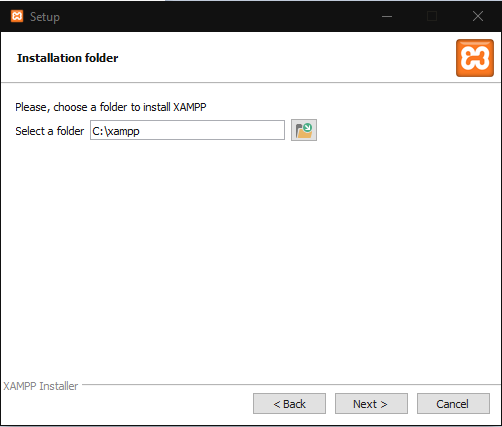 Setup
Installation folder
Please, choose a folder to install XAMPP
Select a folder C:\xampp
XAMPP Installer
< Back Next > Cancel